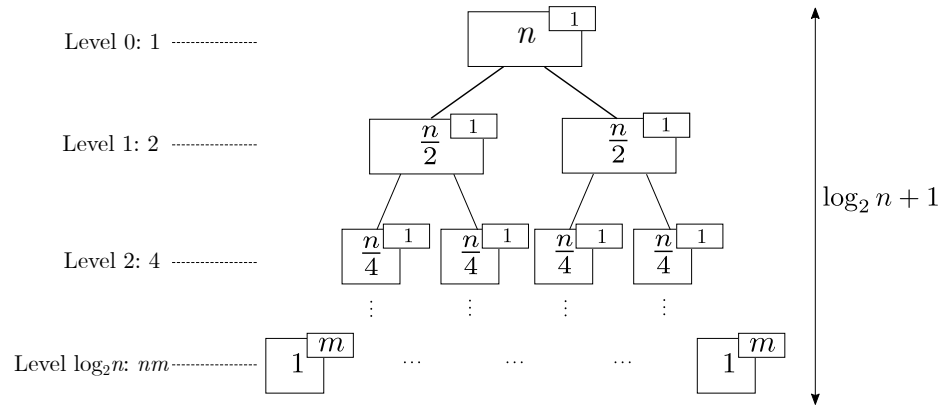 Level 0: 1
n
1
Level 1: 2
n/2
1
n/2
1
log₂ n + 1
Level 2: 4
n/4
1
n/4
1
n/4
1
n/4
1
⋮ ⋮ ⋮ ⋮
Level log₂n: nm
1
m
... ... ...
1
m